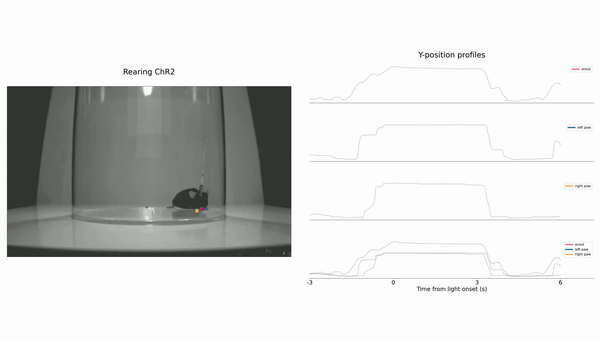 Rearing ChR2
Y-position profiles
snout
left paw
right paw
snout
left paw
right paw
-3 0 3 6
Time from light onset (s)